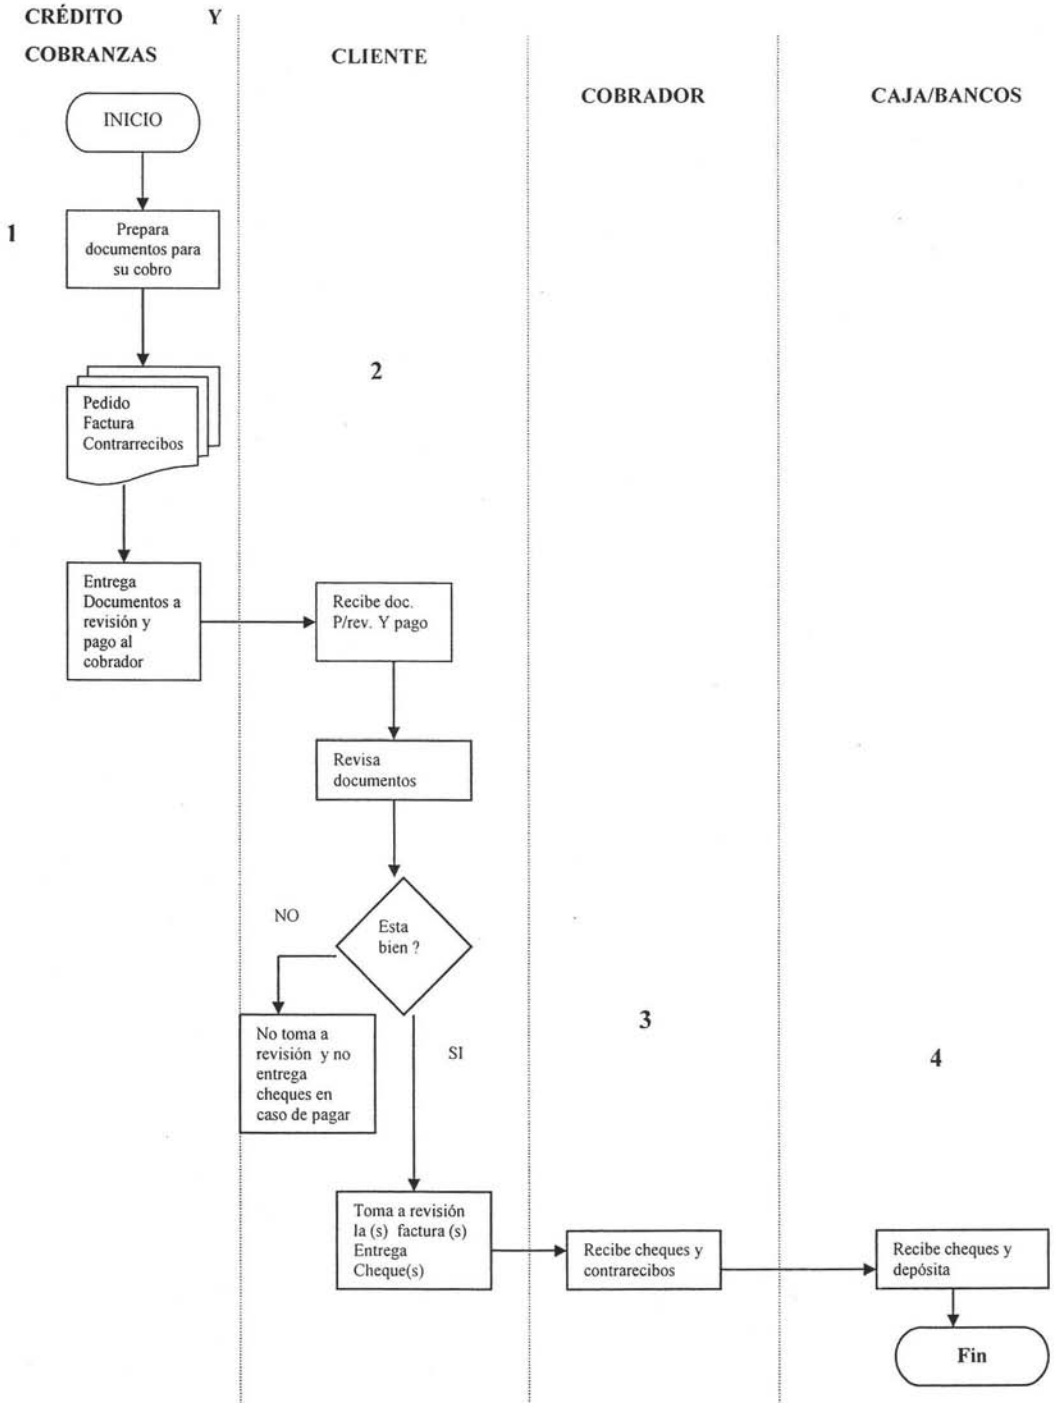 CRÉDITO Y
COBRANZAS
CLIENTE
COBRADOR
CAJA/BANCOS
INICIO
1
Prepara
documentos para
su cobro
2
Pedido
Factura
Contrarrecibos
Entrega
Documentos a
revisión y
pago al
cobrador
Recibe doc.
P/rev. Y pago
Revisa
documentos
NO
Esta
bien ?
No toma a
revisión y no
entrega
cheques en
caso de pagar
SI
3
4
Toma a revisión
la (s) factura (s)
Entrega
Cheque(s)
Recibe cheques y
contrarecibos
Recibe cheques y
depósita
Fin